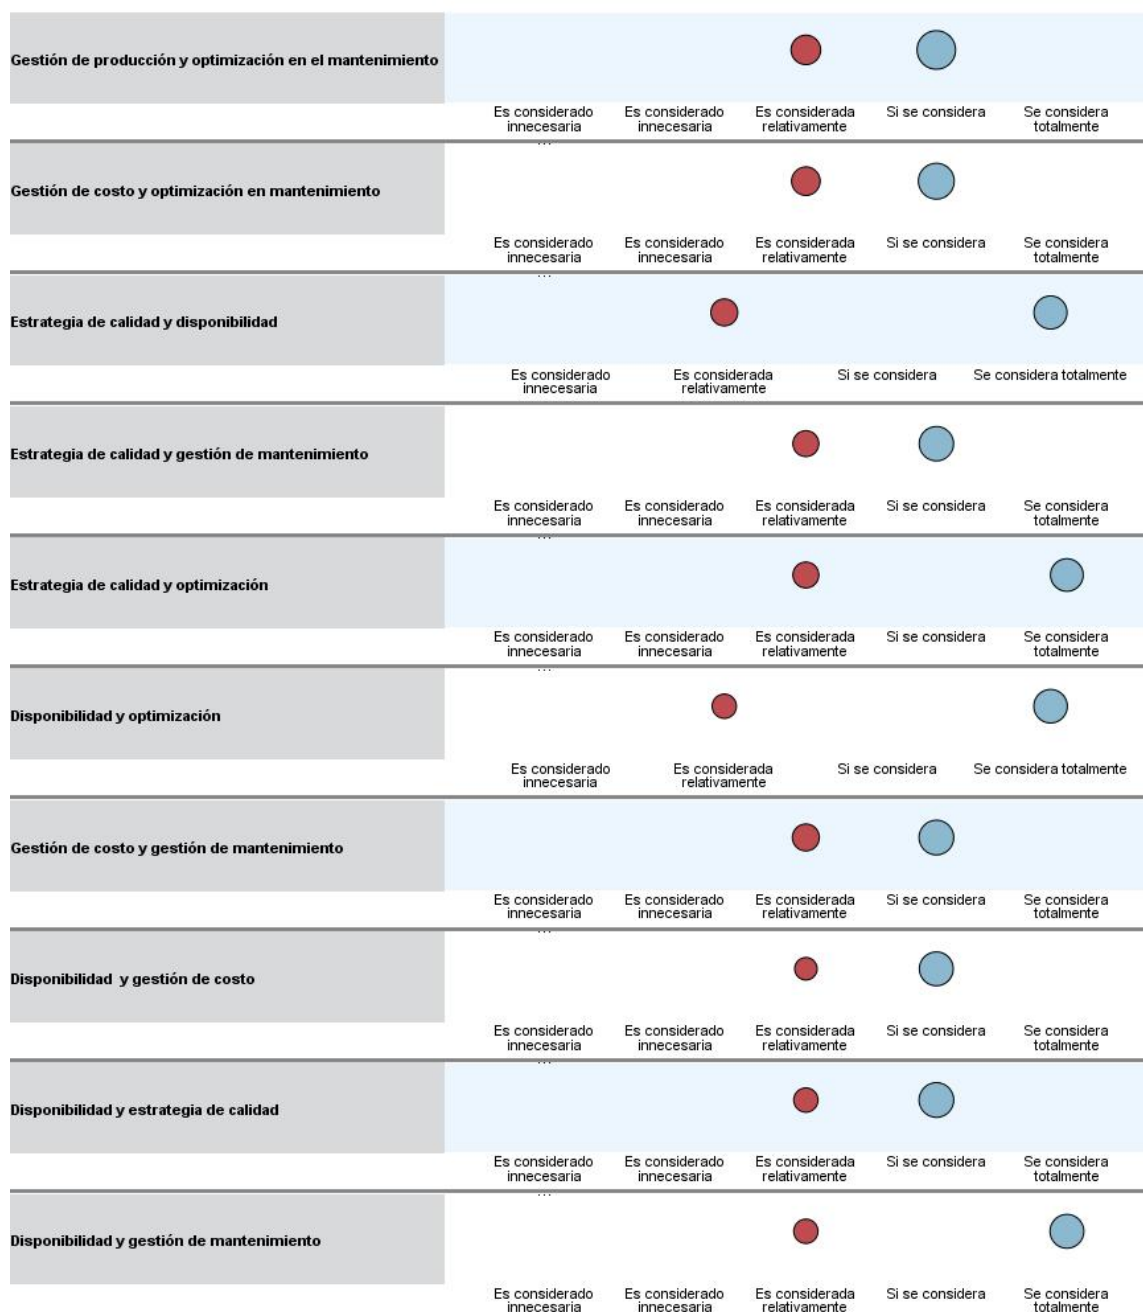 Gestión de producción y optimización en el mantenimiento
Es considerado Es considerado Es considerada Si se considera Se considera
innecesaria innecesaria relativamente totalmente
...
Gestión de costo y optimización en mantenimiento
Es considerado Es considerado Es considerada Si se considera Se considera
innecesaria innecesaria relativamente totalmente
...
Estrategia de calidad y disponibilidad
Es considerado Es considerada Si se considera Se considera totalmente
innecesaria relativamente
Estrategia de calidad y gestión de mantenimiento
Es considerado Es considerado Es considerada Si se considera Se considera
innecesaria innecesaria relativamente totalmente
...
Estrategia de calidad y optimización
Es considerado Es considerado Es considerada Si se considera Se considera
innecesaria innecesaria relativamente totalmente
...
Disponibilidad y optimización
Es considerado Es considerada Si se considera Se considera totalmente
innecesaria relativamente
Gestión de costo y gestión de mantenimiento
Es considerado Es considerado Es considerada Si se considera Se considera
innecesaria innecesaria relativamente totalmente
...
Disponibilidad y gestión de costo
Es considerado Es considerado Es considerada Si se considera Se considera
innecesaria innecesaria relativamente totalmente
...
Disponibilidad y estrategia de calidad
Es considerado Es considerado Es considerada Si se considera Se considera
innecesaria innecesaria relativamente totalmente
...
Disponibilidad y gestión de mantenimiento
Es considerado Es considerado Es considerada Si se considera Se considera
innecesaria innecesaria relativamente totalmente